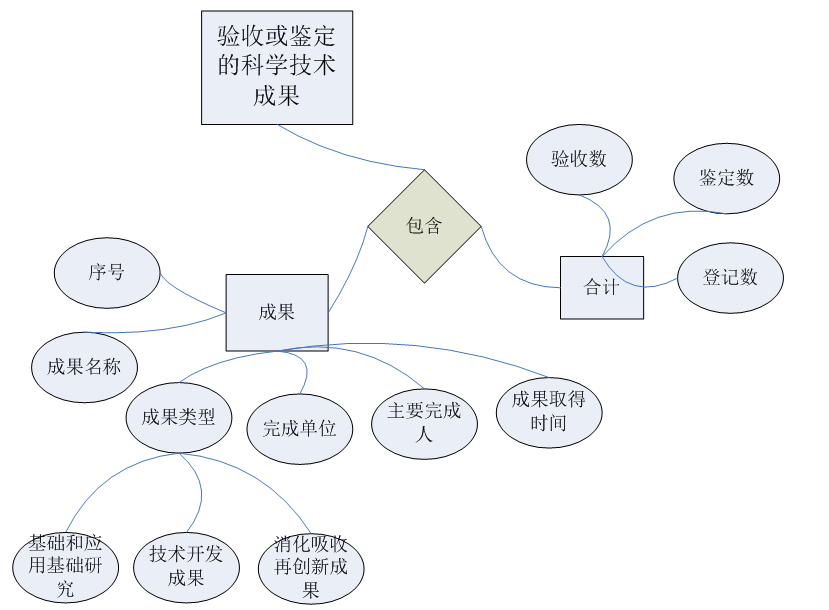 验收或鉴定
的科学技术
成果
验收数
鉴定数
包含
序号
登记数
合计
成果
成果名称
成果类型
完成单位
主要完成
人
成果取得
时间
基础和应
用基础研
究
技术开发
成果
消化吸收
再创新成
果